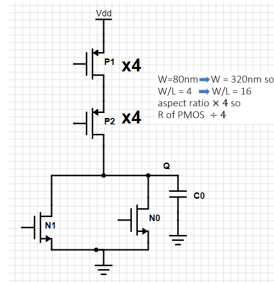 Vdd
P1 X4
W=80nm ➡ W = 320nm so
W/L = 4 ➡ W/L = 16
aspect ratio × 4 so
R of PMOS ÷ 4
P2 X4
Q
C0
N1
N0